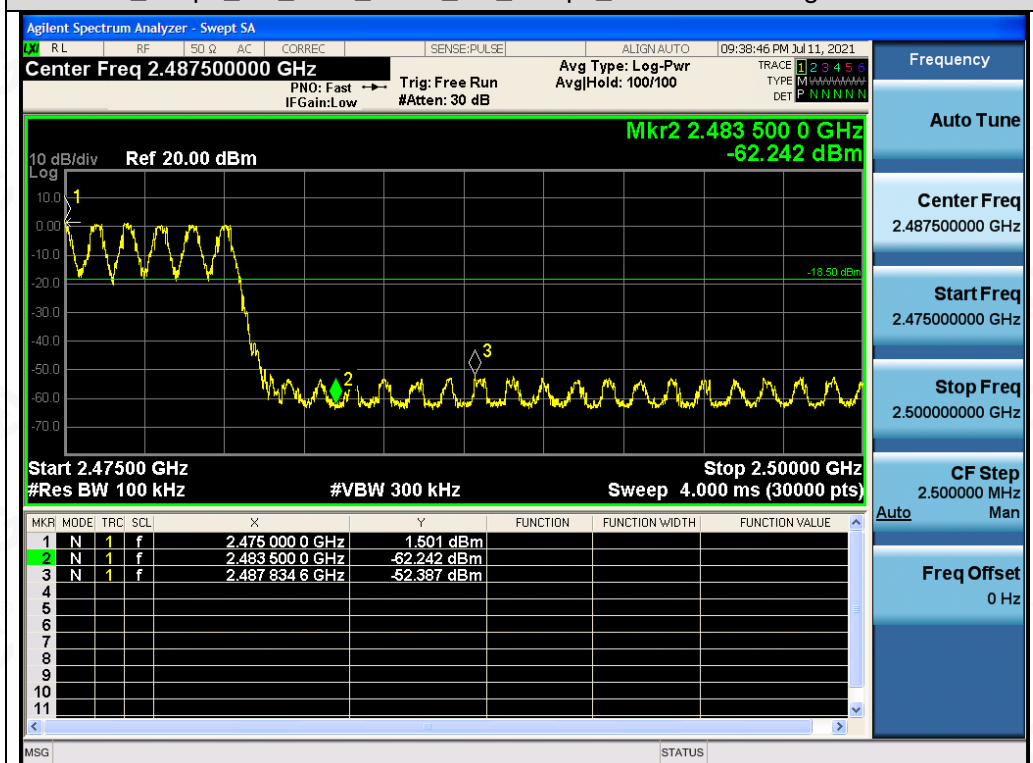 Agilent Spectrum Analyzer - Swept SA
LXI RL RF 50 Ω AC CORREC SENSE:PULSE ALIGN AUTO 09:38:46 PM Jul 11, 2021
Center Freq 2.487500000 GHz
PNO: Fast
IFGain:Low
Trig: Free Run
#Atten: 30 dB
Avg Type: Log-Pwr
Avg|Hold: 100/100
TRACE 1 2 3 4 5 6
TYPE M WWWWW
DET P N N N N N
Mkr2 2.483 500 0 GHz
-62.242 dBm
10 dB/div Ref 20.00 dBm
Log
10.0
0.00
-10.0
-20.0
-30.0
-40.0
-50.0
-60.0
-70.0
1
2
3
-18.50 dBm
Start 2.47500 GHz Stop 2.50000 GHz
#Res BW 100 kHz #VBW 300 kHz Sweep 4.000 ms (30000 pts)
MKR MODE TRC SCL X Y FUNCTION FUNCTION WIDTH FUNCTION VALUE
1 N 1 f 2.475 000 0 GHz 1.501 dBm
2 N 1 f 2.483 500 0 GHz -62.242 dBm
3 N 1 f 2.487 834 6 GHz -52.387 dBm
4
5
6
7
8
9
10
11
MSG STATUS
Frequency
Auto Tune
Center Freq
2.487500000 GHz
Start Freq
2.475000000 GHz
Stop Freq
2.500000000 GHz
CF Step
2.500000 MHz
Auto Man
Freq Offset
0 Hz